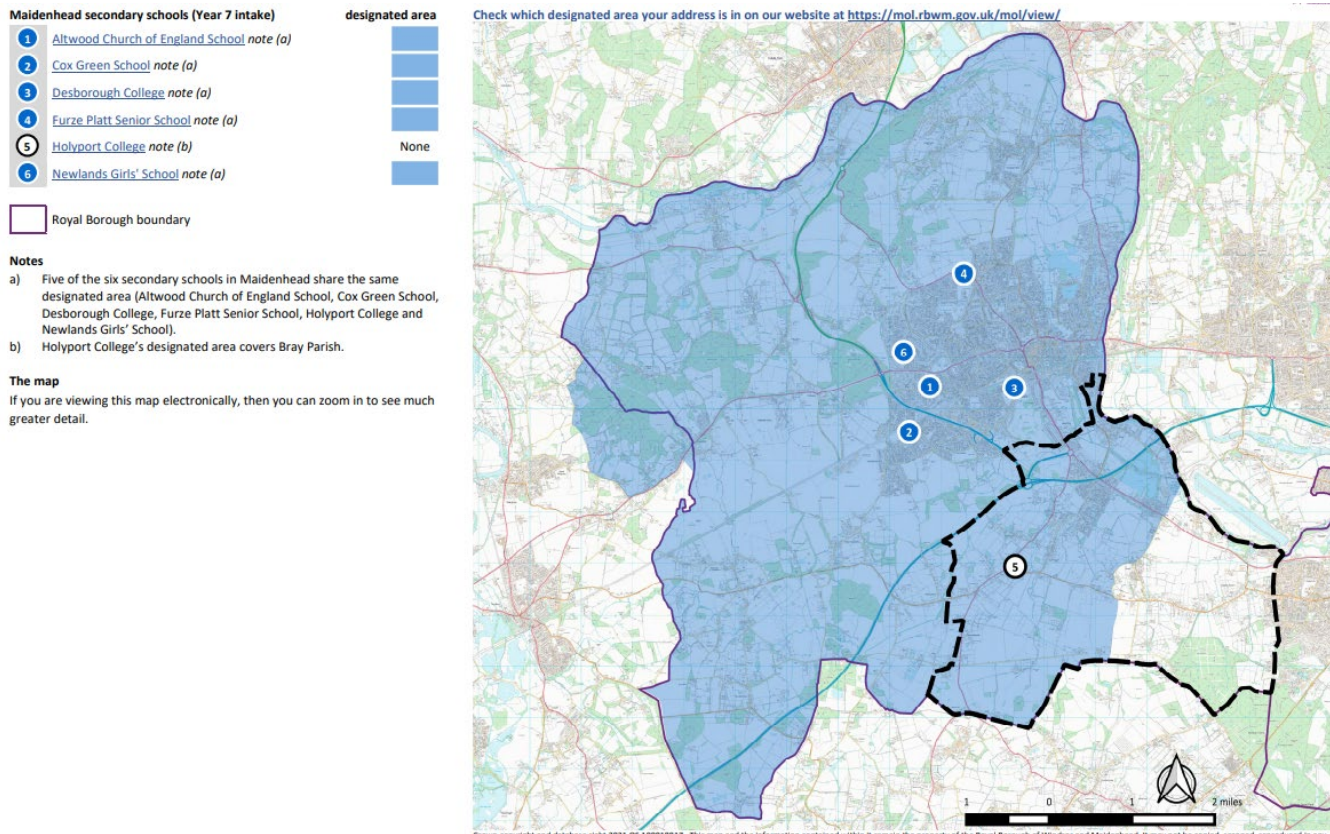 Maidenhead secondary schools (Year 7 intake) designated area
1 Altwood Church of England School note (a)
2 Cox Green School note (a)
3 Desborough College note (a)
4 Furze Platt Senior School note (a)
5 Holyport College note (b) None
6 Newlands Girls' School note (a)
Royal Borough boundary
Notes
a) Five of the six secondary schools in Maidenhead share the same
designated area (Altwood Church of England School, Cox Green School,
Desborough College, Furze Platt Senior School, Holyport College and
Newlands Girls' School).
b) Holyport College's designated area covers Bray Parish.
The map
If you are viewing this map electronically, then you can zoom in to see much
greater detail.
Check which designated area your address is in on our website at https://mol.rbwm.gov.uk/mol/view/
4
6
1
3
2
5
1 0 1 2 miles